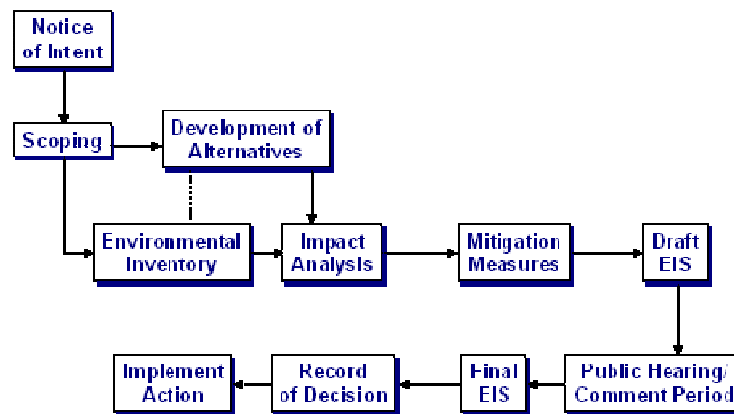 Notice
of Intent
Scoping
Development of
Alternatives
Environmental
Inventory
Impact
Analysis
Mitigation
Measures
Draft
EIS
Public Hearing/
Comment Period
Final
EIS
Record
of Decision
Implement
Action